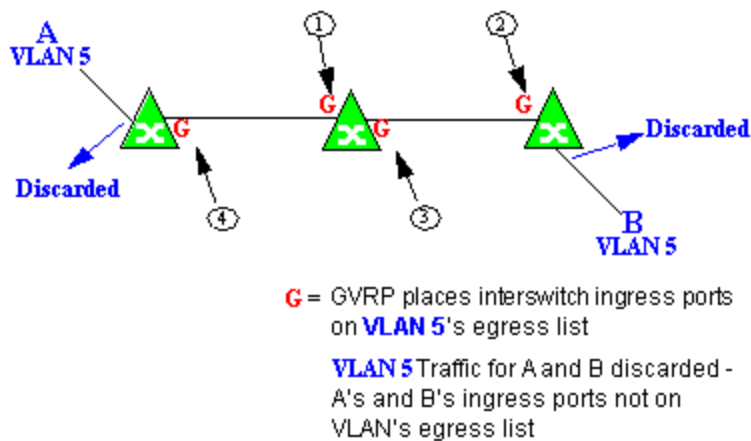 A
VLAN 5
1
2
G
G
G
G
Discarded
Discarded
4
3
B
VLAN 5
G = GVRP places interswitch ingress ports
on VLAN 5's egress list
VLAN 5 Traffic for A and B discarded -
A's and B's ingress ports not on
VLAN's egress list